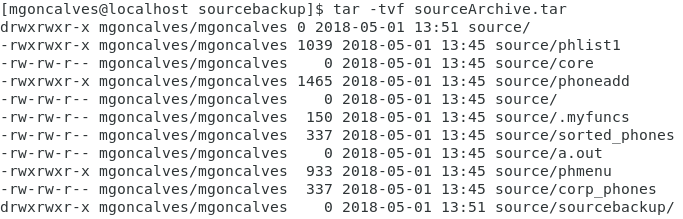 [mgoncalves@localhost sourcebackup]$ tar -tvf sourceArchive.tar
drwxrwxr-x mgoncalves/mgoncalves 0 2018-05-01 13:51 source/
-rwxrwxr-x mgoncalves/mgoncalves 1039 2018-05-01 13:45 source/phlist1
-rw-rw-r-- mgoncalves/mgoncalves    0 2018-05-01 13:45 source/core
-rwxrwxr-x mgoncalves/mgoncalves 1465 2018-05-01 13:45 source/phoneadd
-rw-rw-r-- mgoncalves/mgoncalves    0 2018-05-01 13:45 source/
-rw-rw-r-- mgoncalves/mgoncalves  150 2018-05-01 13:45 source/.myfuncs
-rw-rw-r-- mgoncalves/mgoncalves  337 2018-05-01 13:45 source/sorted_phones
-rw-rw-r-- mgoncalves/mgoncalves    0 2018-05-01 13:45 source/a.out
-rwxrwxr-x mgoncalves/mgoncalves  933 2018-05-01 13:45 source/phmenu
-rw-rw-r-- mgoncalves/mgoncalves  337 2018-05-01 13:45 source/corp_phones
drwxrwxr-x mgoncalves/mgoncalves    0 2018-05-01 13:51 source/sourcebackup/